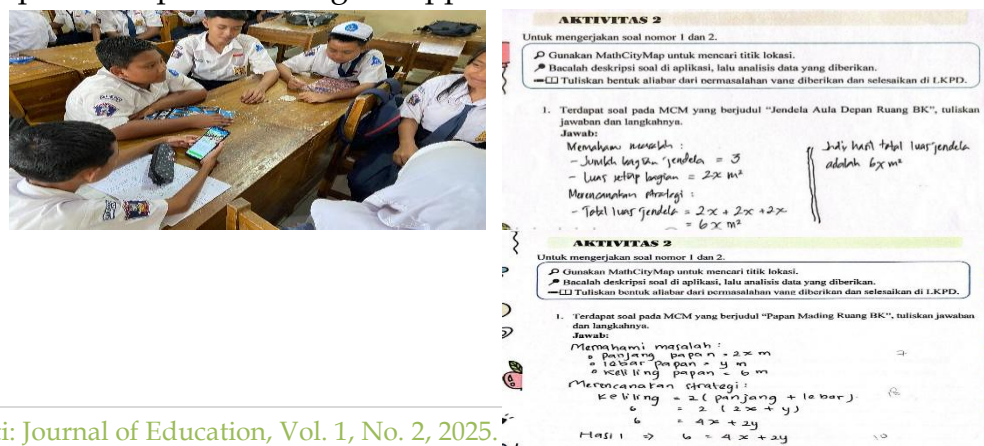 AKTIVITAS 2
Untuk mengerjakan soal nomor 1 dan 2.
Gunakan MathCityMap untuk mencari titik lokasi.
Bacalah deskripsi soal di aplikasi, lalu analisis data yang diberikan.
Tuliskan bentuk aljabar dari permasalahan yang diberikan dan selesaikan di LKPD.
1. Terdapat soal pada MCM yang berjudul "Jendela Aula Depan Ruang BK", tuliskan
jawaban dan langkahnya.
Jawab:
Memahami masalah :
- Jumlah bagian jendela = 3
- Luas setiap bagian = 2x m²
Merencanakan strategi :
- Total luas jendela = 2x + 2x + 2x
= 6x m²
Jadi hasil total luas jendela
adalah 6x m²
AKTIVITAS 2
Untuk mengerjakan soal nomor 1 dan 2.
Gunakan MathCityMap untuk mencari titik lokasi.
Bacalah deskripsi soal di aplikasi, lalu analisis data yang diberikan.
Tuliskan bentuk aljabar dari permasalahan yang diberikan dan selesaikan di LKPD.
1. Terdapat soal pada MCM yang berjudul "Papan Mading Ruang BK", tuliskan jawaban
dan langkahnya.
Jawab:
Memahami masalah :
panjang papan = 2x m
lebar papan = y m
keliling papan = 6 m
Merencanakan strategi :
Keliling = 2 (panjang + lebar)
6 = 2 (2x + y)
6 = 4x + 2y
Hasil => 6 = 4x + 2y
: Journal of Education, Vol. 1, No. 2, 2025.